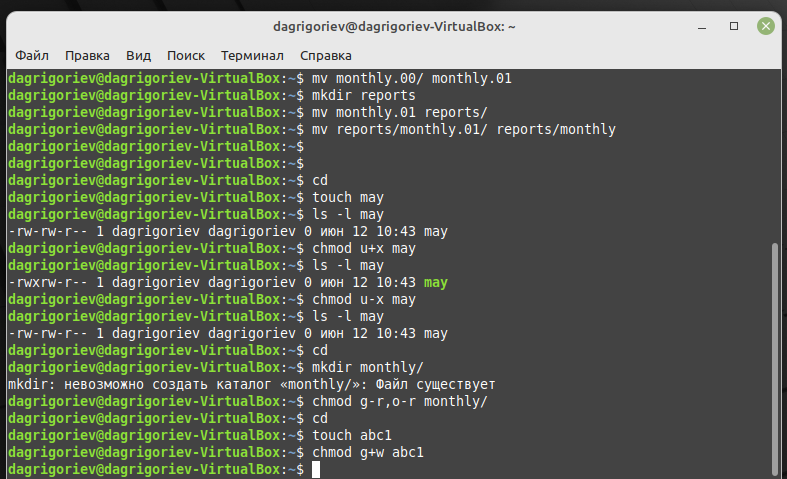 dagrigoriev@dagrigoriev-VirtualBox: ~
Файл Правка Вид Поиск Терминал Справка
dagrigoriev@dagrigoriev-VirtualBox:~$ mv monthly.00/ monthly.01
dagrigoriev@dagrigoriev-VirtualBox:~$ mkdir reports
dagrigoriev@dagrigoriev-VirtualBox:~$ mv monthly.01 reports/
dagrigoriev@dagrigoriev-VirtualBox:~$ mv reports/monthly.01/ reports/monthly
dagrigoriev@dagrigoriev-VirtualBox:~$
dagrigoriev@dagrigoriev-VirtualBox:~$
dagrigoriev@dagrigoriev-VirtualBox:~$ cd
dagrigoriev@dagrigoriev-VirtualBox:~$ touch may
dagrigoriev@dagrigoriev-VirtualBox:~$ ls -l may
-rw-rw-r-- 1 dagrigoriev dagrigoriev 0 июн 12 10:43 may
dagrigoriev@dagrigoriev-VirtualBox:~$ chmod u+x may
dagrigoriev@dagrigoriev-VirtualBox:~$ ls -l may
-rwxrw-r-- 1 dagrigoriev dagrigoriev 0 июн 12 10:43 may
dagrigoriev@dagrigoriev-VirtualBox:~$ chmod u-x may
dagrigoriev@dagrigoriev-VirtualBox:~$ ls -l may
-rw-rw-r-- 1 dagrigoriev dagrigoriev 0 июн 12 10:43 may
dagrigoriev@dagrigoriev-VirtualBox:~$ cd
dagrigoriev@dagrigoriev-VirtualBox:~$ mkdir monthly/
mkdir: невозможно создать каталог «monthly/»: Файл существует
dagrigoriev@dagrigoriev-VirtualBox:~$ chmod g-r,o-r monthly/
dagrigoriev@dagrigoriev-VirtualBox:~$ cd
dagrigoriev@dagrigoriev-VirtualBox:~$ touch abc1
dagrigoriev@dagrigoriev-VirtualBox:~$ chmod g+w abc1
dagrigoriev@dagrigoriev-VirtualBox:~$